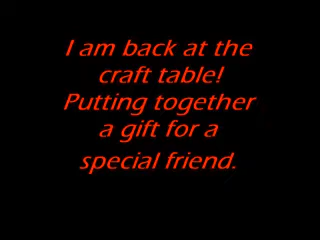 I am back at the
craft table!
Putting together
a gift for a
special friend.